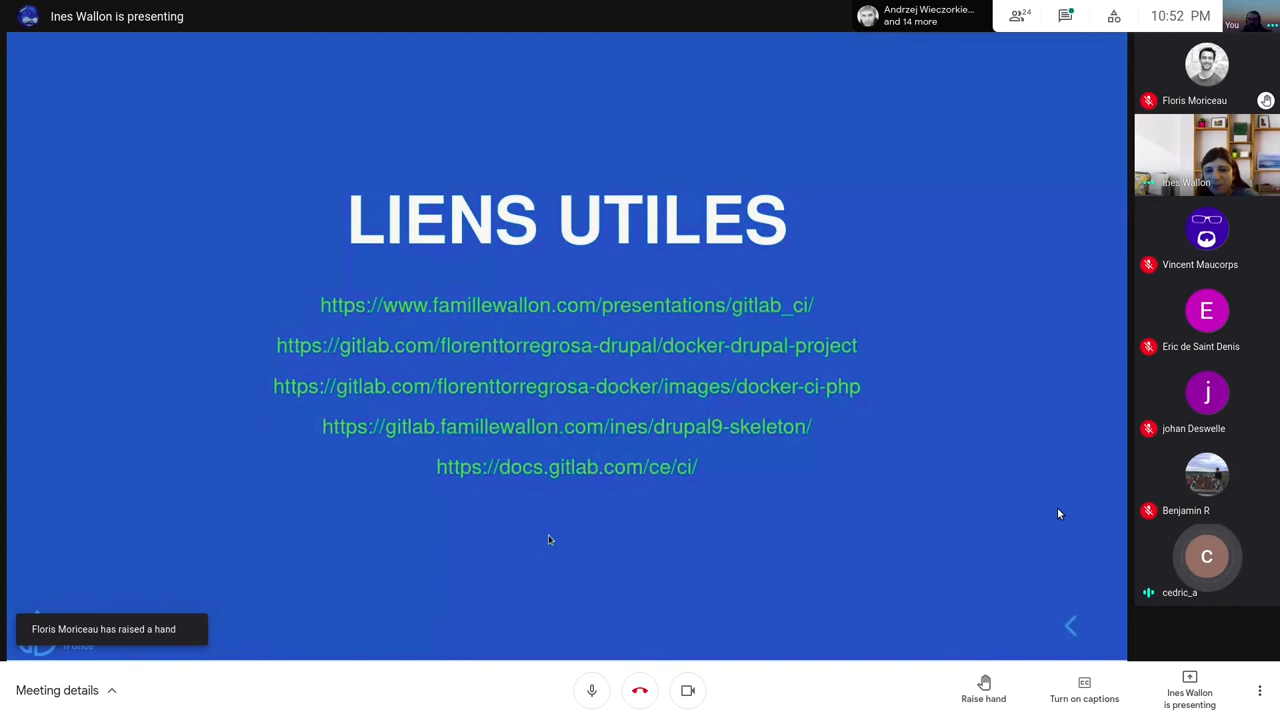 Ines Wallon is presenting
Andrzej Wieczorkie...
and 14 more
24
10:52 PM
You
LIENS UTILES
https://www.famillewallon.com/presentations/gitlab_ci/
https://gitlab.com/florenttorregrosa-drupal/docker-drupal-project
https://gitlab.com/florenttorregrosa-docker/images/docker-ci-php
https://gitlab.famillewallon.com/ines/drupal9-skeleton/
https://docs.gitlab.com/ce/ci/
Floris Moriceau
Ines Wallon
Vincent Maucorps
E
Eric de Saint Denis
j
johan Deswelle
Benjamin R
C
cedric_a
Floris Moriceau has raised a hand
Meeting details
Raise hand
CC
Turn on captions
Ines Wallon
is presenting